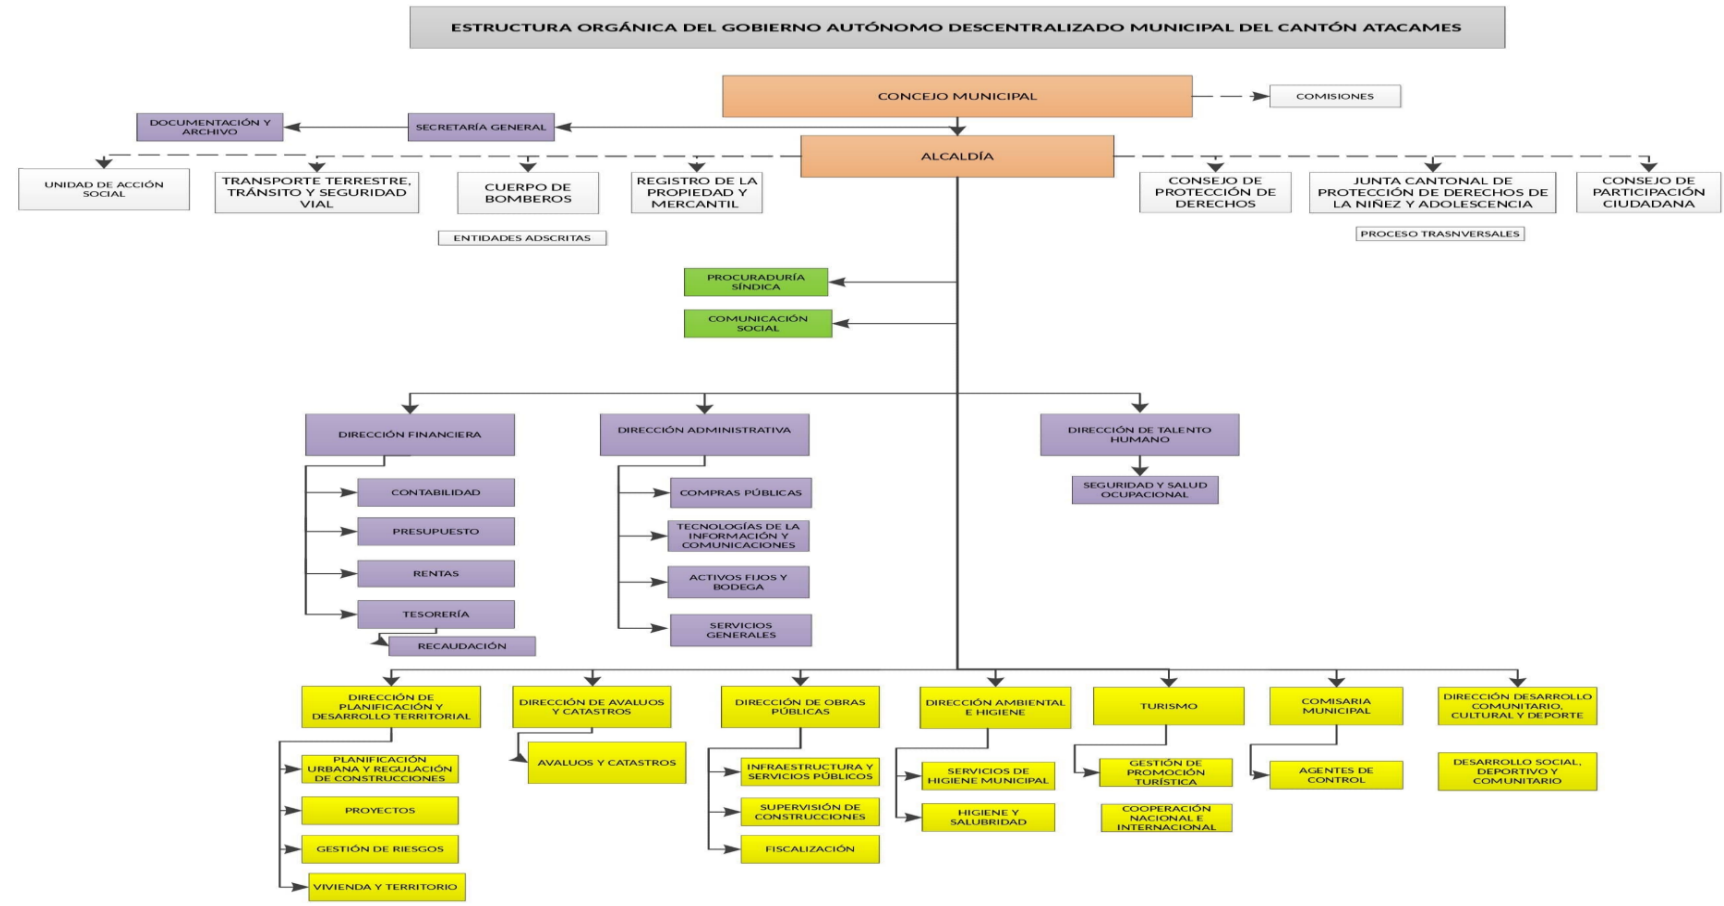 ESTRUCTURA ORGÁNICA DEL GOBIERNO AUTÓNOMO DESCENTRALIZADO MUNICIPAL DEL CANTÓN ATACAMES
CONCEJO MUNICIPAL
COMISIONES
DOCUMENTACIÓN Y
ARCHIVO
SECRETARÍA GENERAL
ALCALDÍA
UNIDAD DE ACCIÓN
SOCIAL
TRANSPORTE TERRESTRE,
TRÁNSITO Y SEGURIDAD
VIAL
CUERPO DE
BOMBEROS
REGISTRO DE LA
PROPIEDAD Y
MERCANTIL
CONSEJO DE
PROTECCIÓN DE
DERECHOS
JUNTA CANTONAL DE
PROTECCIÓN DE DERECHOS DE
LA NIÑEZ Y ADOLESCENCIA
CONSEJO DE
PARTICIPACIÓN
CIUDADANA
ENTIDADES ADSCRITAS
PROCESO TRASNVERSALES
PROCURADURÍA
SÍNDICA
COMUNICACIÓN
SOCIAL
DIRECCIÓN FINANCIERA
DIRECCIÓN ADMINISTRATIVA
DIRECCIÓN DE TALENTO
HUMANO
CONTABILIDAD
PRESUPUESTO
RENTAS
TESORERÍA
RECAUDACIÓN
COMPRAS PÚBLICAS
TECNOLOGÍAS DE LA
INFORMACIÓN Y
COMUNICACIONES
ACTIVOS FIJOS Y
BODEGA
SERVICIOS
GENERALES
SEGURIDAD Y SALUD
OCUPACIONAL
DIRECCIÓN DE
PLANIFICACIÓN Y
DESARROLLO TERRITORIAL
DIRECCIÓN DE AVALUOS
Y CATASTROS
DIRECCIÓN DE OBRAS
PÚBLICAS
DIRECCIÓN AMBIENTAL
E HIGIENE
TURISMO
COMISARIA
MUNICIPAL
DIRECCIÓN DESARROLLO
COMUNITARIO,
CULTURAL Y DEPORTE
PLANIFICACIÓN
URBANA Y REGULACIÓN
DE CONSTRUCCIONES
PROYECTOS
GESTIÓN DE RIESGOS
VIVIENDA Y TERRITORIO
AVALUOS Y CATASTROS
INFRAESTRUCTURA Y
SERVICIOS PÚBLICOS
SUPERVISIÓN DE
CONSTRUCCIONES
FISCALIZACIÓN
SERVICIOS DE
HIGIENE MUNICIPAL
HIGIENE Y
SALUBRIDAD
GESTIÓN DE
PROMOCIÓN
TURÍSTICA
COOPERACIÓN
NACIONAL E
INTERNACIONAL
AGENTES DE
CONTROL
DESARROLLO SOCIAL,
DEPORTIVO Y
COMUNITARIO